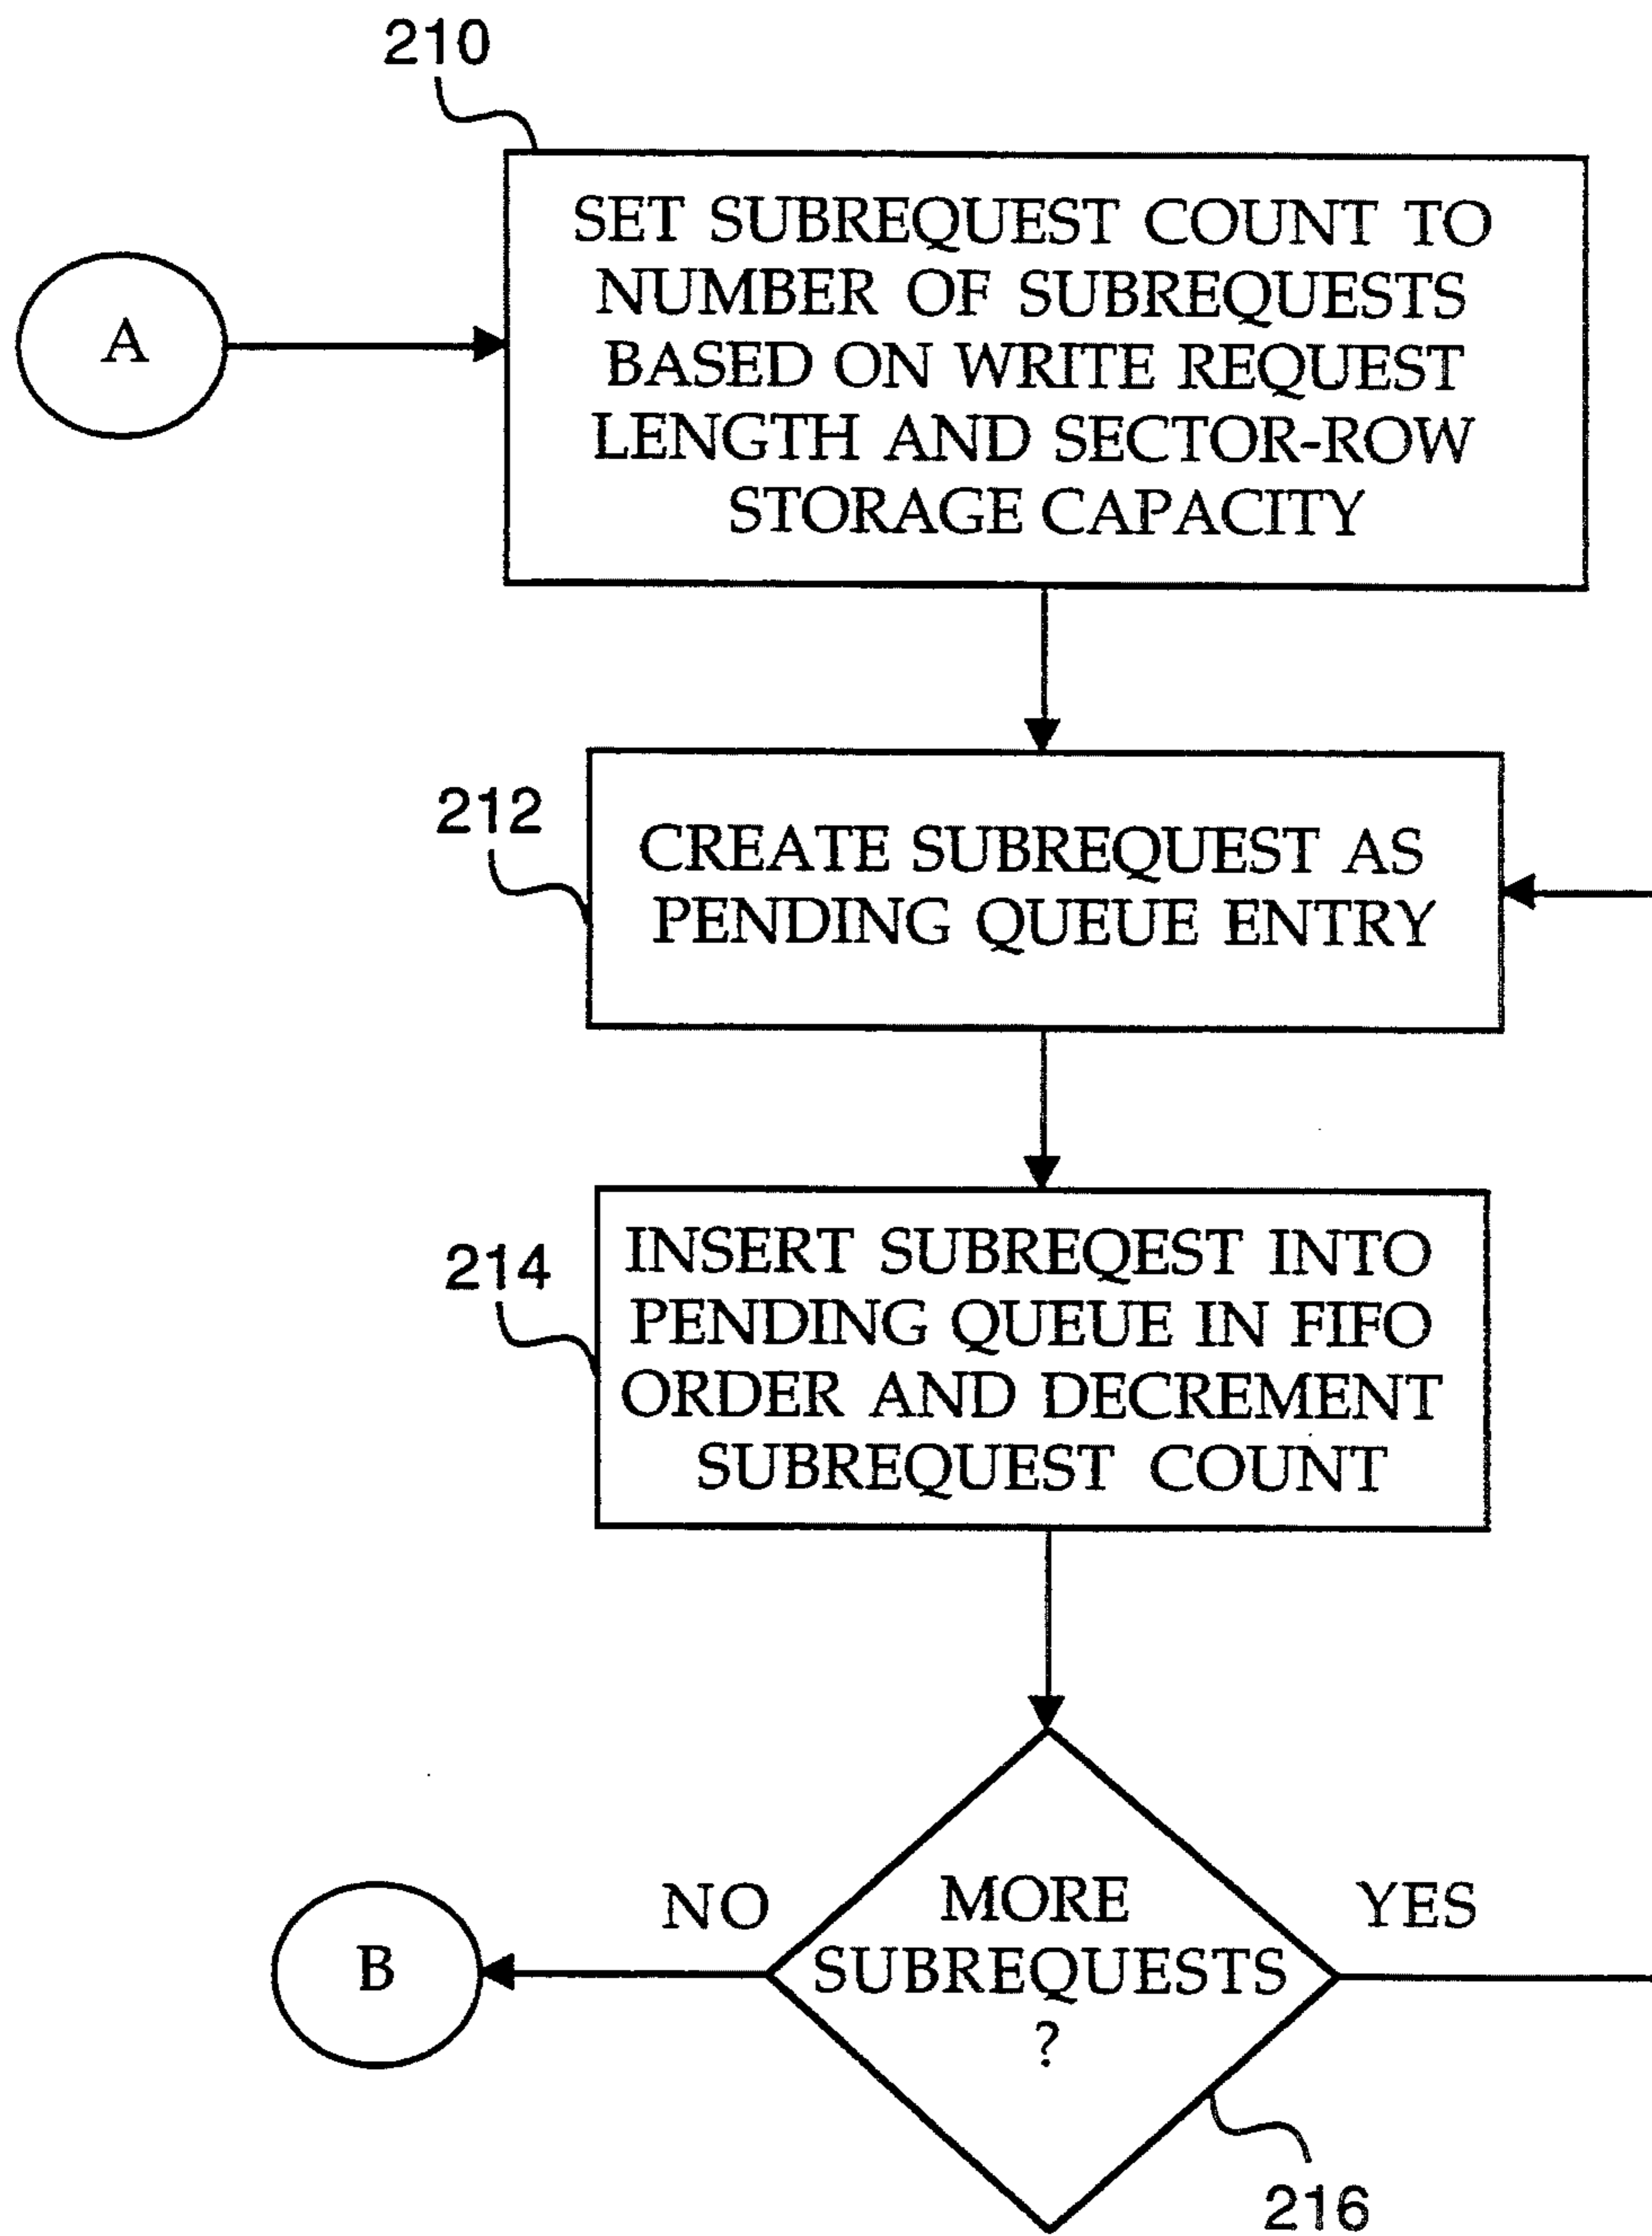 210
SET SUBREQUEST COUNT TO
NUMBER OF SUBREQUESTS
BASED ON WRITE REQUEST
LENGTH AND SECTOR-ROW
STORAGE CAPACITY
A
212
CREATE SUBREQUEST AS
PENDING QUEUE ENTRY
214
INSERT SUBREQEST INTO
PENDING QUEUE IN FIFO
ORDER AND DECREMENT
SUBREQUEST COUNT
NO
YES
B
MORE
SUBREQUESTS
?
216